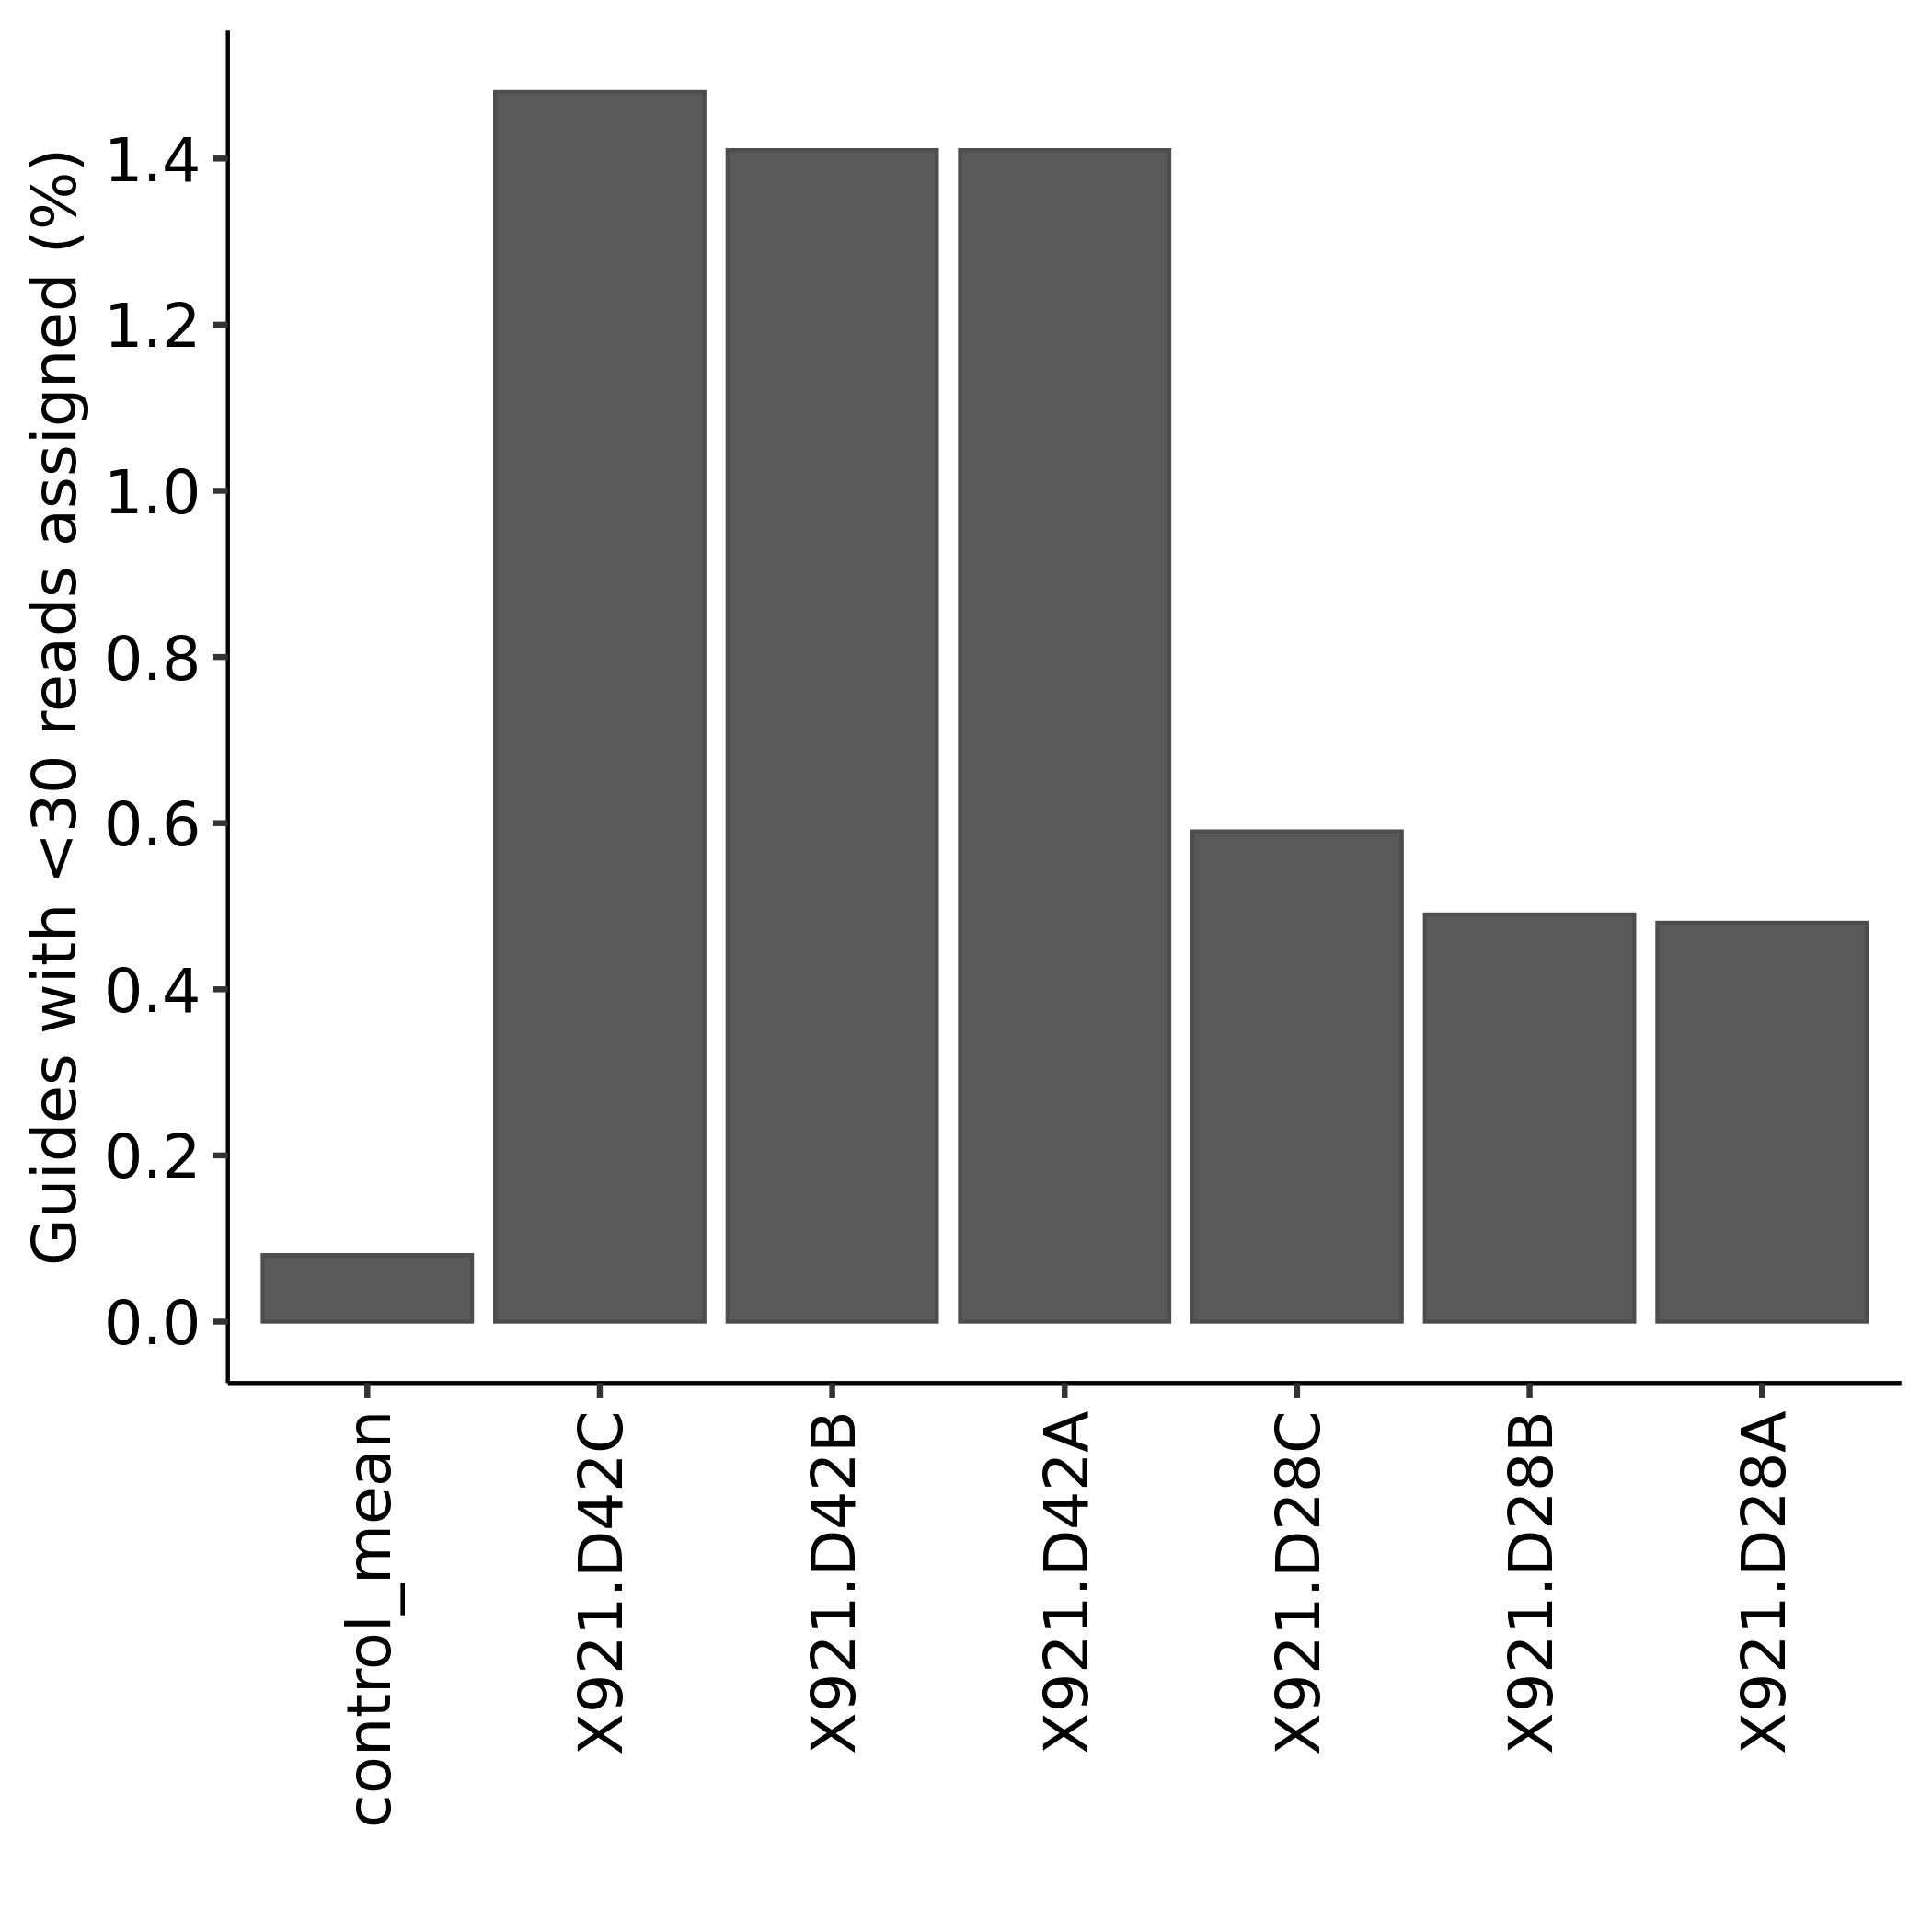 Guides with <30 reads assigned (%)
1.4
1.2
1.0
0.8
0.6
0.4
0.2
0.0
control_mean
X921.D42C
X921.D42B
X921.D42A
X921.D28C
X921.D28B
X921.D28A